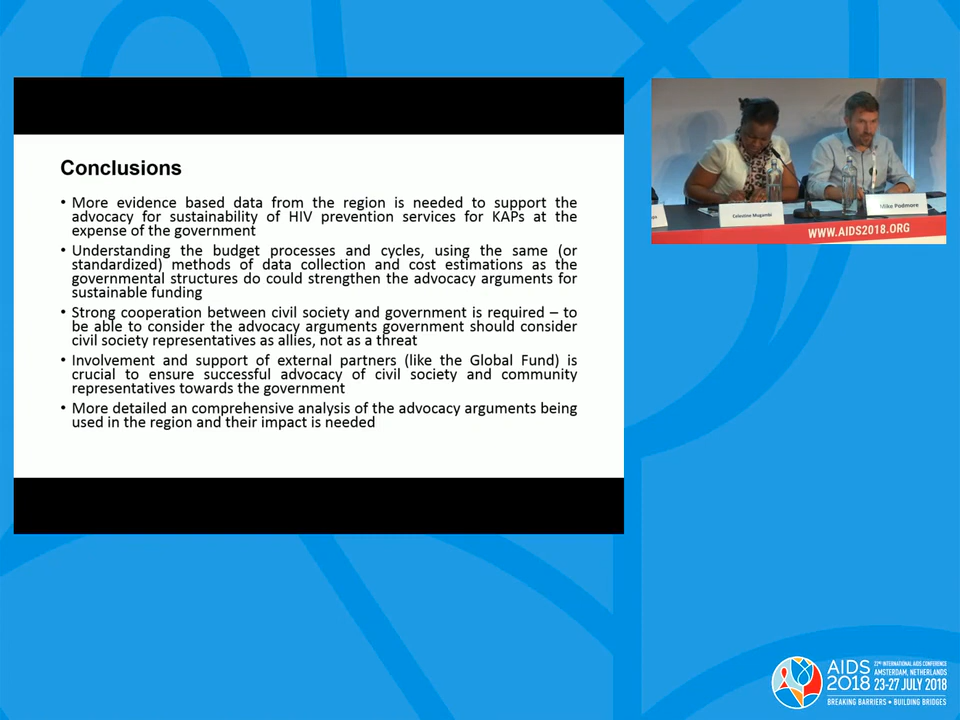 Conclusions
• More evidence based data from the region is needed to support the
advocacy for sustainability of HIV prevention services for KAPs at the
expense of the government
• Understanding the budget processes and cycles, using the same (or
standardized) methods of data collection and cost estimations as the
governmental structures do could strengthen the advocacy arguments for
sustainable funding
• Strong cooperation between civil society and government is required – to
be able to consider the advocacy arguments government should consider
civil society representatives as allies, not as a threat
• Involvement and support of external partners (like the Global Fund) is
crucial to ensure successful advocacy of civil society and community
representatives towards the government
• More detailed an comprehensive analysis of the advocacy arguments being
used in the region and their impact is needed
Celestine Mugambi
Mike Podmore
WWW.AIDS2018.ORG
AIDS
2018
22ND INTERNATIONAL AIDS CONFERENCE
AMSTERDAM, NETHERLANDS
23-27 JULY 2018
BREAKING BARRIERS • BUILDING BRIDGES